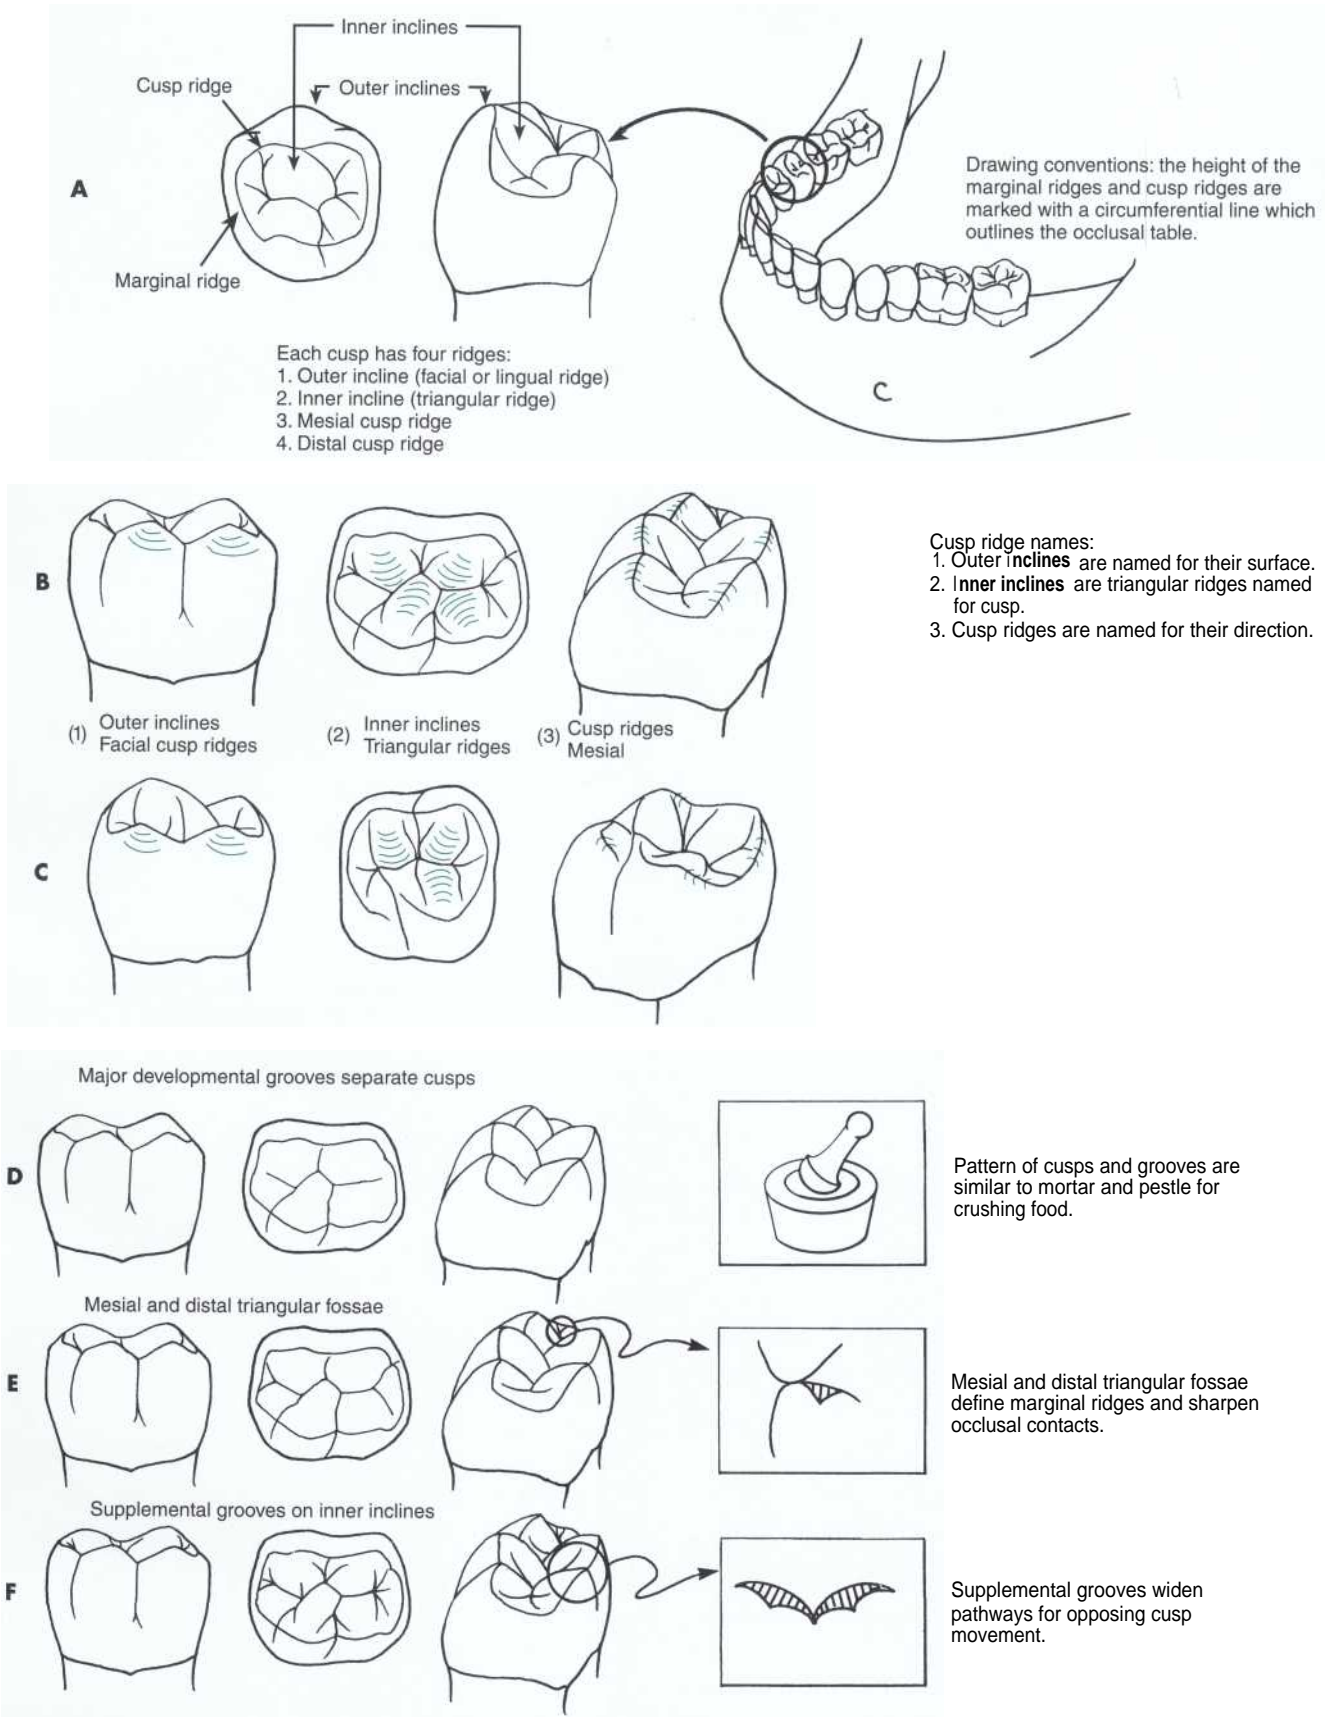 Inner inclines
Cusp ridge
Outer inclines
A
Marginal ridge
Drawing conventions: the height of the
marginal ridges and cusp ridges are
marked with a circumferential line which
outlines the occlusal table.
Each cusp has four ridges:
1. Outer incline (facial or lingual ridge)
2. Inner incline (triangular ridge)
3. Mesial cusp ridge
4. Distal cusp ridge
C
B
Cusp ridge names:
1. Outer inclines are named for their surface.
2. Inner inclines are triangular ridges named
for cusp.
3. Cusp ridges are named for their direction.
(1) Outer inclines
Facial cusp ridges
(2) Inner inclines
Triangular ridges
(3) Cusp ridges
Mesial
C
Major developmental grooves separate cusps
D
Pattern of cusps and grooves are
similar to mortar and pestle for
crushing food.
Mesial and distal triangular fossae
E
Mesial and distal triangular fossae
define marginal ridges and sharpen
occlusal contacts.
Supplemental grooves on inner inclines
F
Supplemental grooves widen
pathways for opposing cusp
movement.